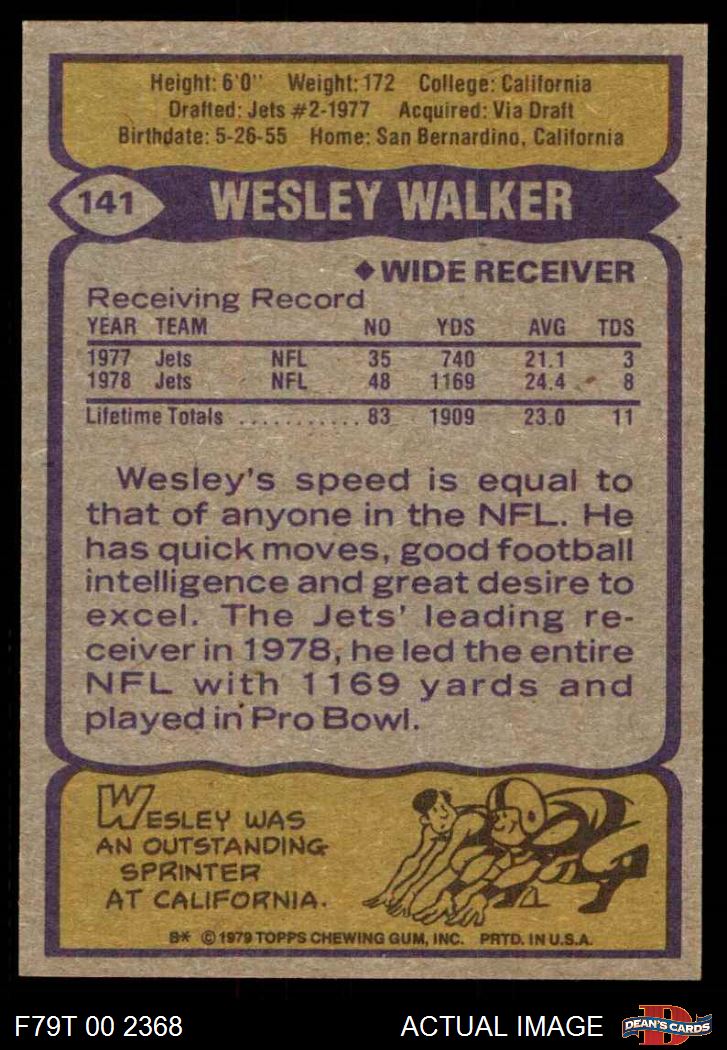 Height: 6'0" Weight: 172 College: California
Drafted: Jets #2-1977 Acquired: Via Draft
Birthdate: 5-26-55 Home: San Bernardino, California
141 WESLEY WALKER
◆ WIDE RECEIVER
Receiving Record
YEAR TEAM NO YDS AVG TDS
1977 Jets NFL 35 740 21.1 3
1978 Jets NFL 48 1169 24.4 8
Lifetime Totals ........... 83 1909 23.0 11
Wesley's speed is equal to
that of anyone in the NFL. He
has quick moves, good football
intelligence and great desire to
excel. The Jets' leading re-
ceiver in 1978, he led the entire
NFL with 1169 yards and
played in Pro Bowl.
WESLEY WAS
AN OUTSTANDING
SPRINTER
AT CALIFORNIA.
B* © 1979 TOPPS CHEWING GUM, INC. PRTD. IN U.S.A.
F79T 00 2368 ACTUAL IMAGE D DEAN'S CARDS